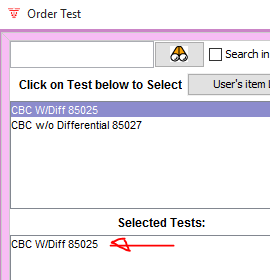 Order Test
Search in
Click on Test below to Select
User's item
CBC W/Diff 85025
CBC w/o Differential 85027
Selected Tests:
CBC W/Diff 85025